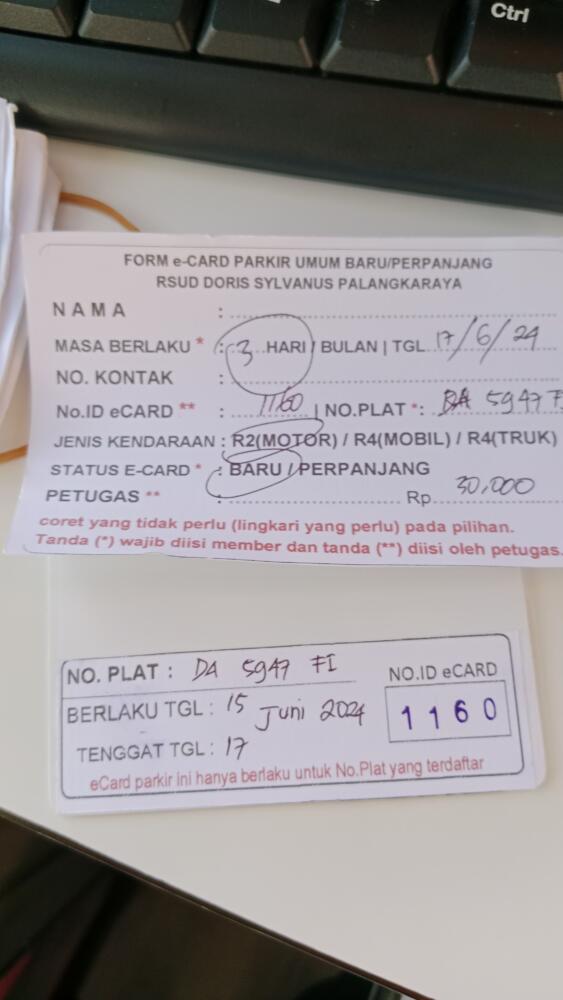 Ctrl
FORM e-CARD PARKIR UMUM BARU/PERPANJANG
RSUD DORIS SYLVANUS PALANGKARAYA
NAMA :
MASA BERLAKU * : 3 HARI / BULAN | TGL 17/6/24
NO. KONTAK :
No.ID eCARD ** : 1160 | NO.PLAT *: DA 5947 FI
JENIS KENDARAAN : R2(MOTOR) / R4(MOBIL) / R4(TRUK)
STATUS E-CARD * : BARU / PERPANJANG
PETUGAS ** : Rp 30,000
coret yang tidak perlu (lingkari yang perlu) pada pilihan.
Tanda (*) wajib diisi member dan tanda (**) diisi oleh petugas.
NO. PLAT : DA 5947 FI
NO.ID eCARD
BERLAKU TGL : 15 Juni 2024
1160
TENGGAT TGL : 17
eCard parkir ini hanya berlaku untuk No.Plat yang terdaftar